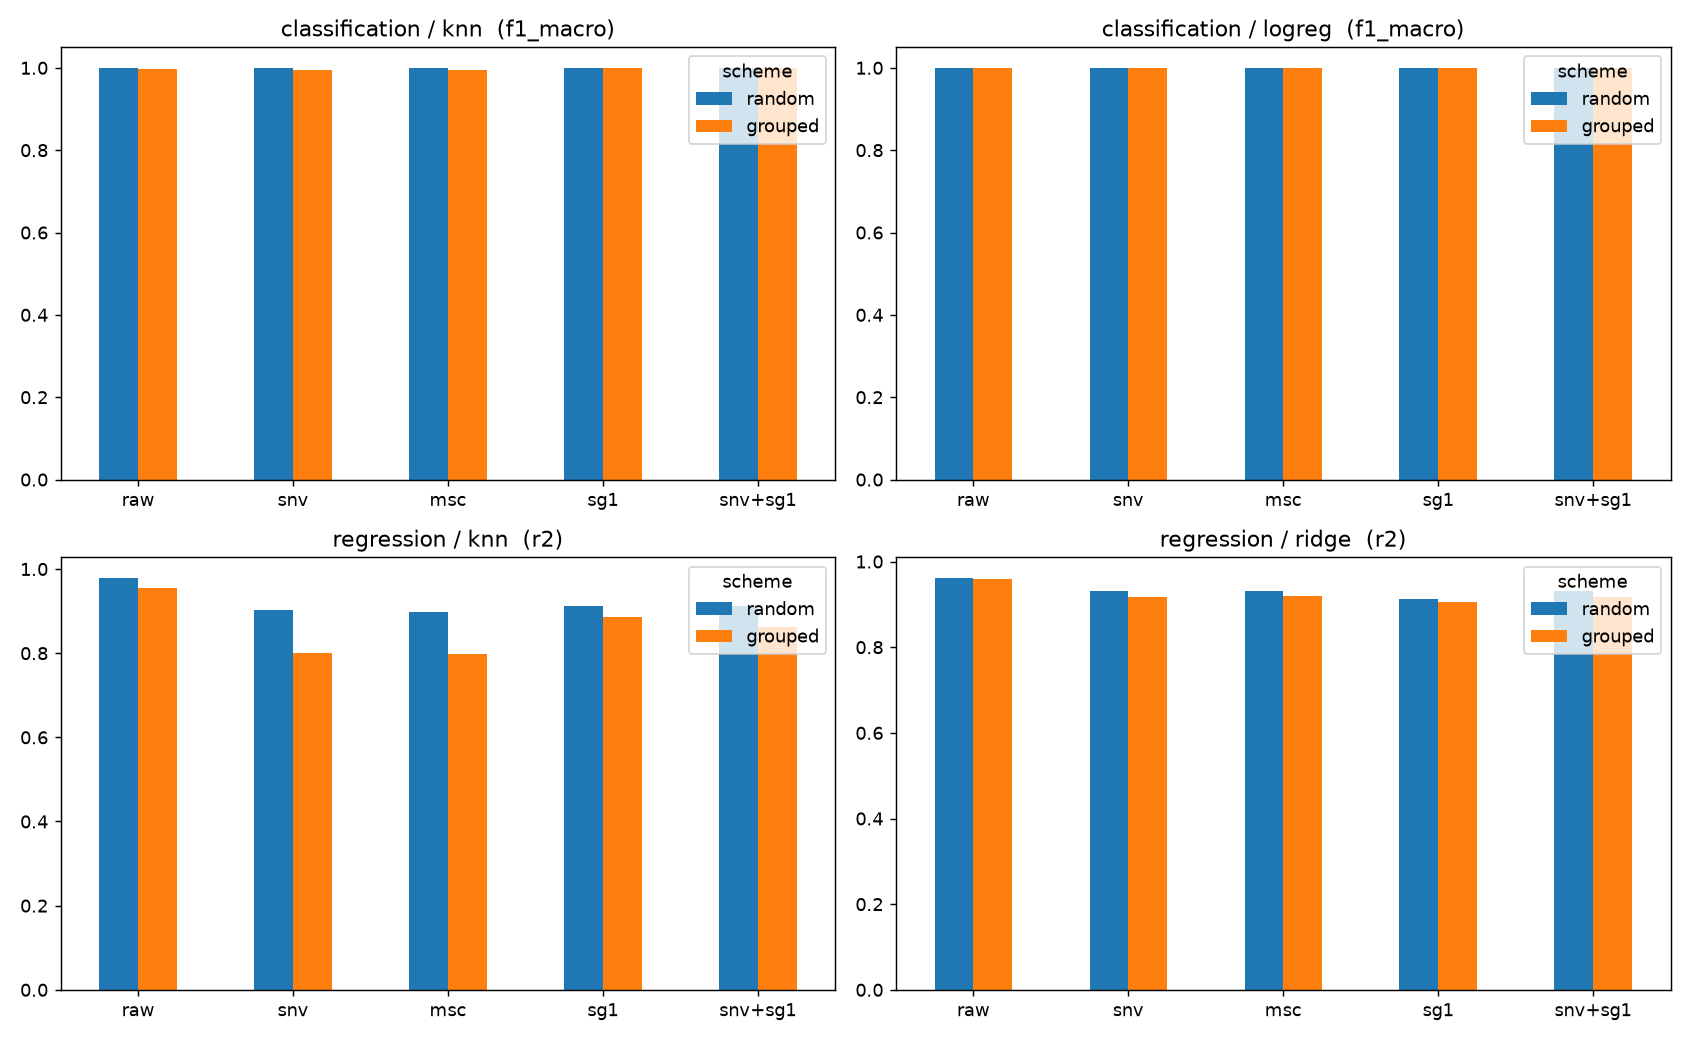 classification / knn (f1_macro)
1.0
0.8
0.6
0.4
0.2
0.0
raw snv msc sg1 snv+sg1
scheme
random
grouped
classification / logreg (f1_macro)
1.0
0.8
0.6
0.4
0.2
0.0
raw snv msc sg1 snv+sg1
scheme
random
grouped
regression / knn (r2)
1.0
0.8
0.6
0.4
0.2
0.0
raw snv msc sg1 snv+sg1
scheme
random
grouped
regression / ridge (r2)
1.0
0.8
0.6
0.4
0.2
0.0
raw snv msc sg1 snv+sg1
scheme
random
grouped